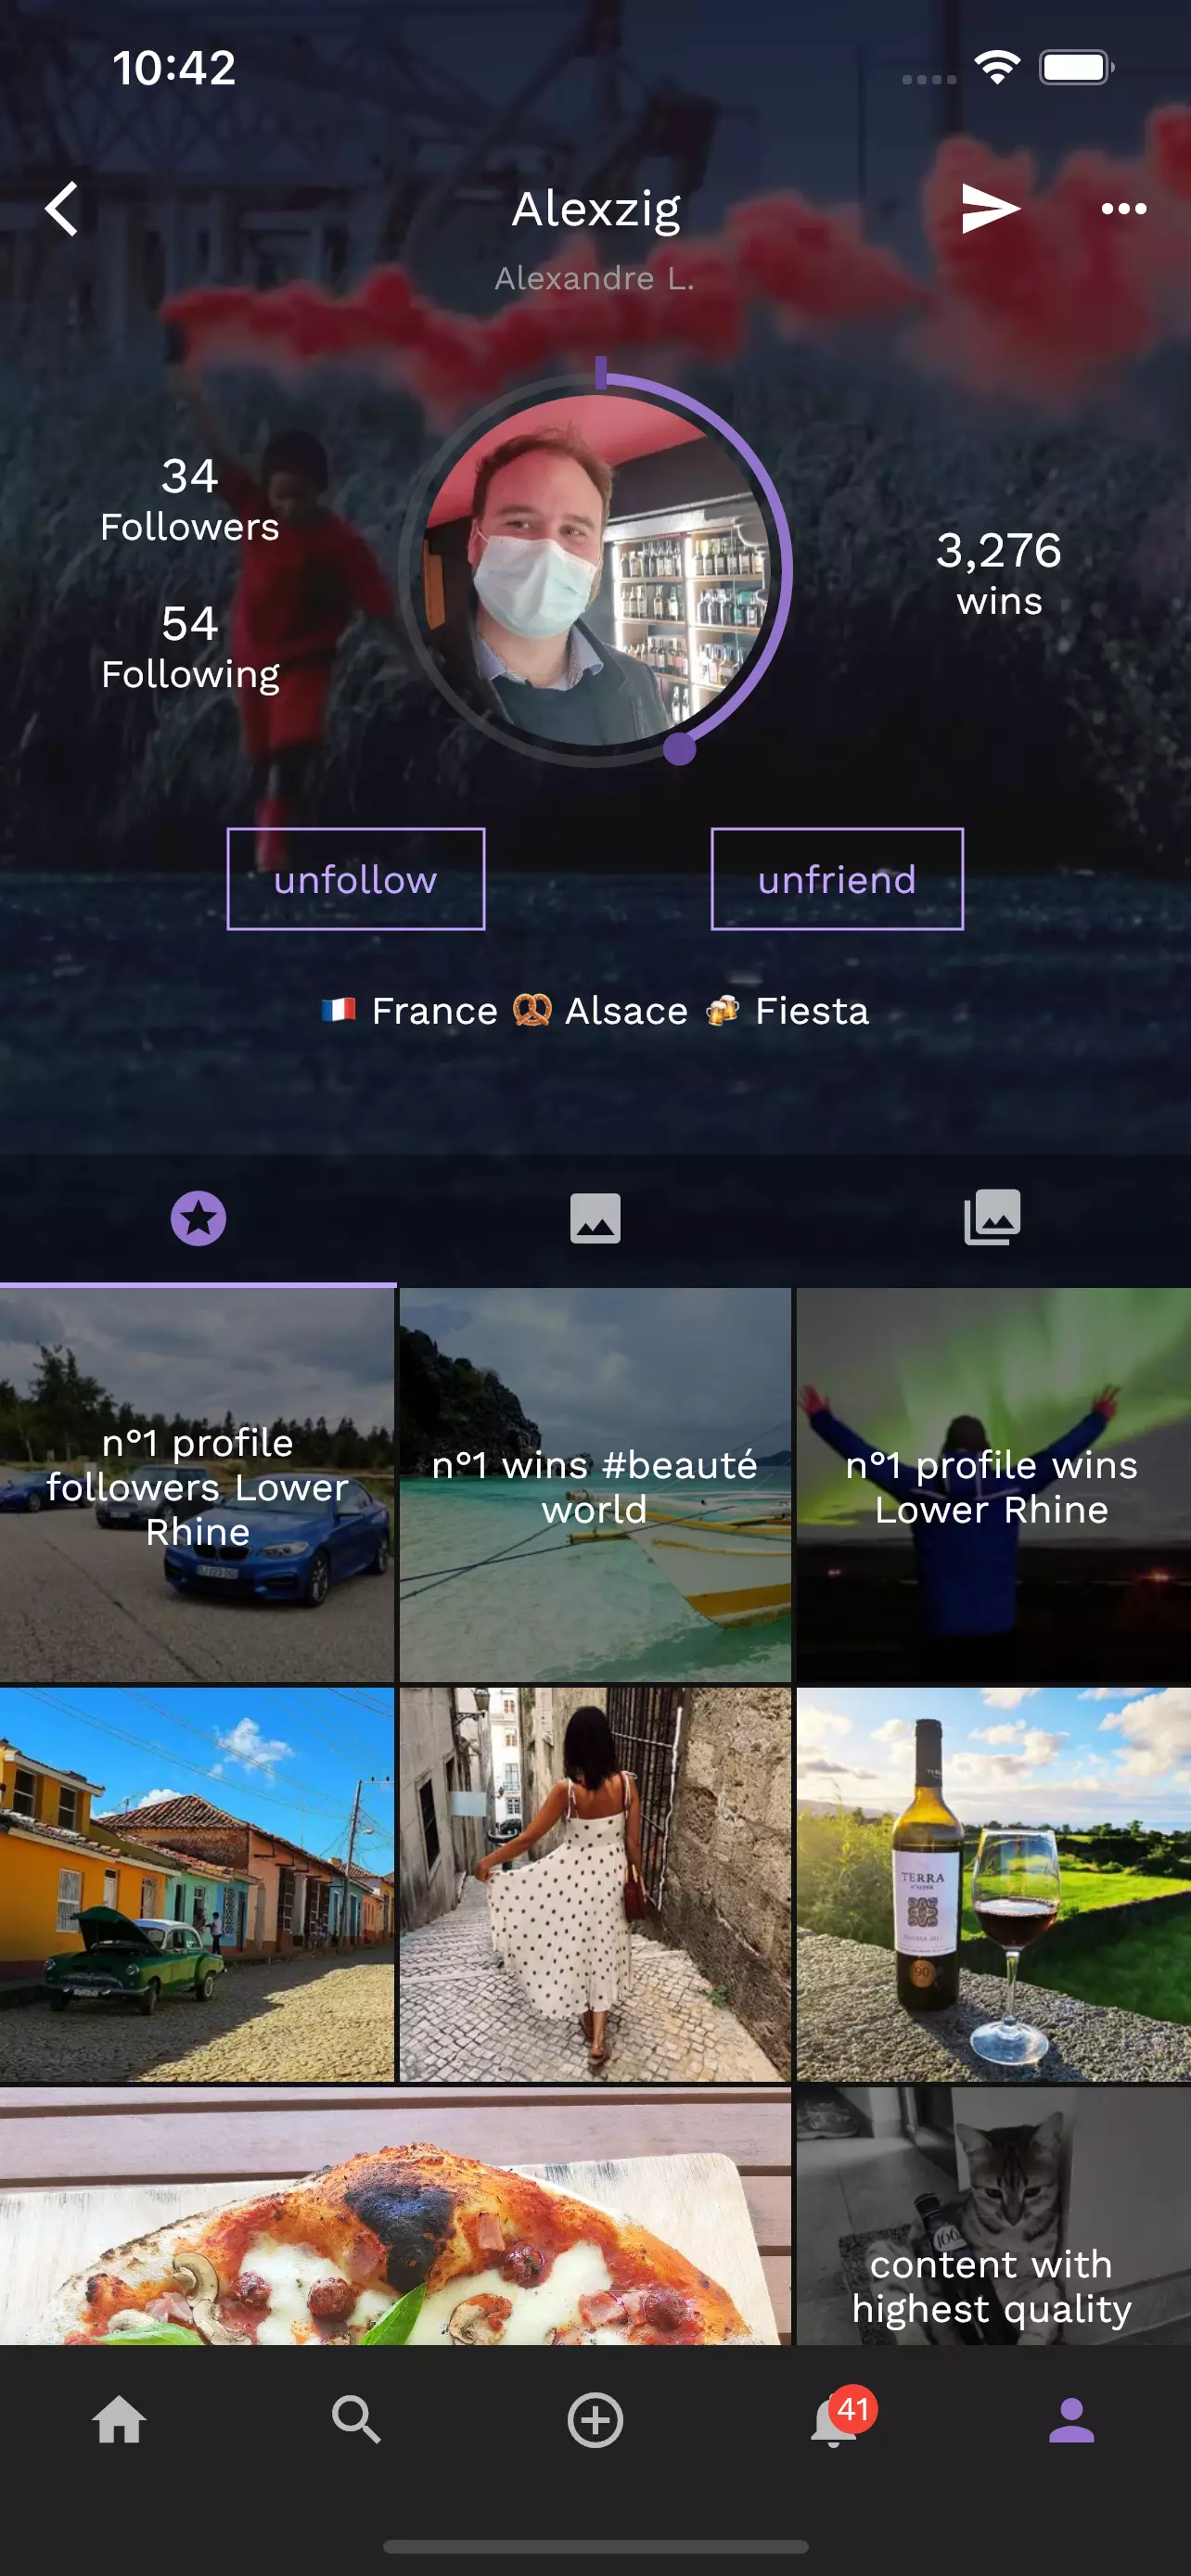 10:42
Alexzig
Alexandre L.
34
Followers
54
Following
3,276
wins
unfollow
unfriend
🇫🇷 France 🥨 Alsace 🍻 Fiesta
n°1 profile
followers Lower
Rhine
n°1 wins #beauté
world
n°1 profile wins
Lower Rhine
TERRA
90
content with
highest quality
41